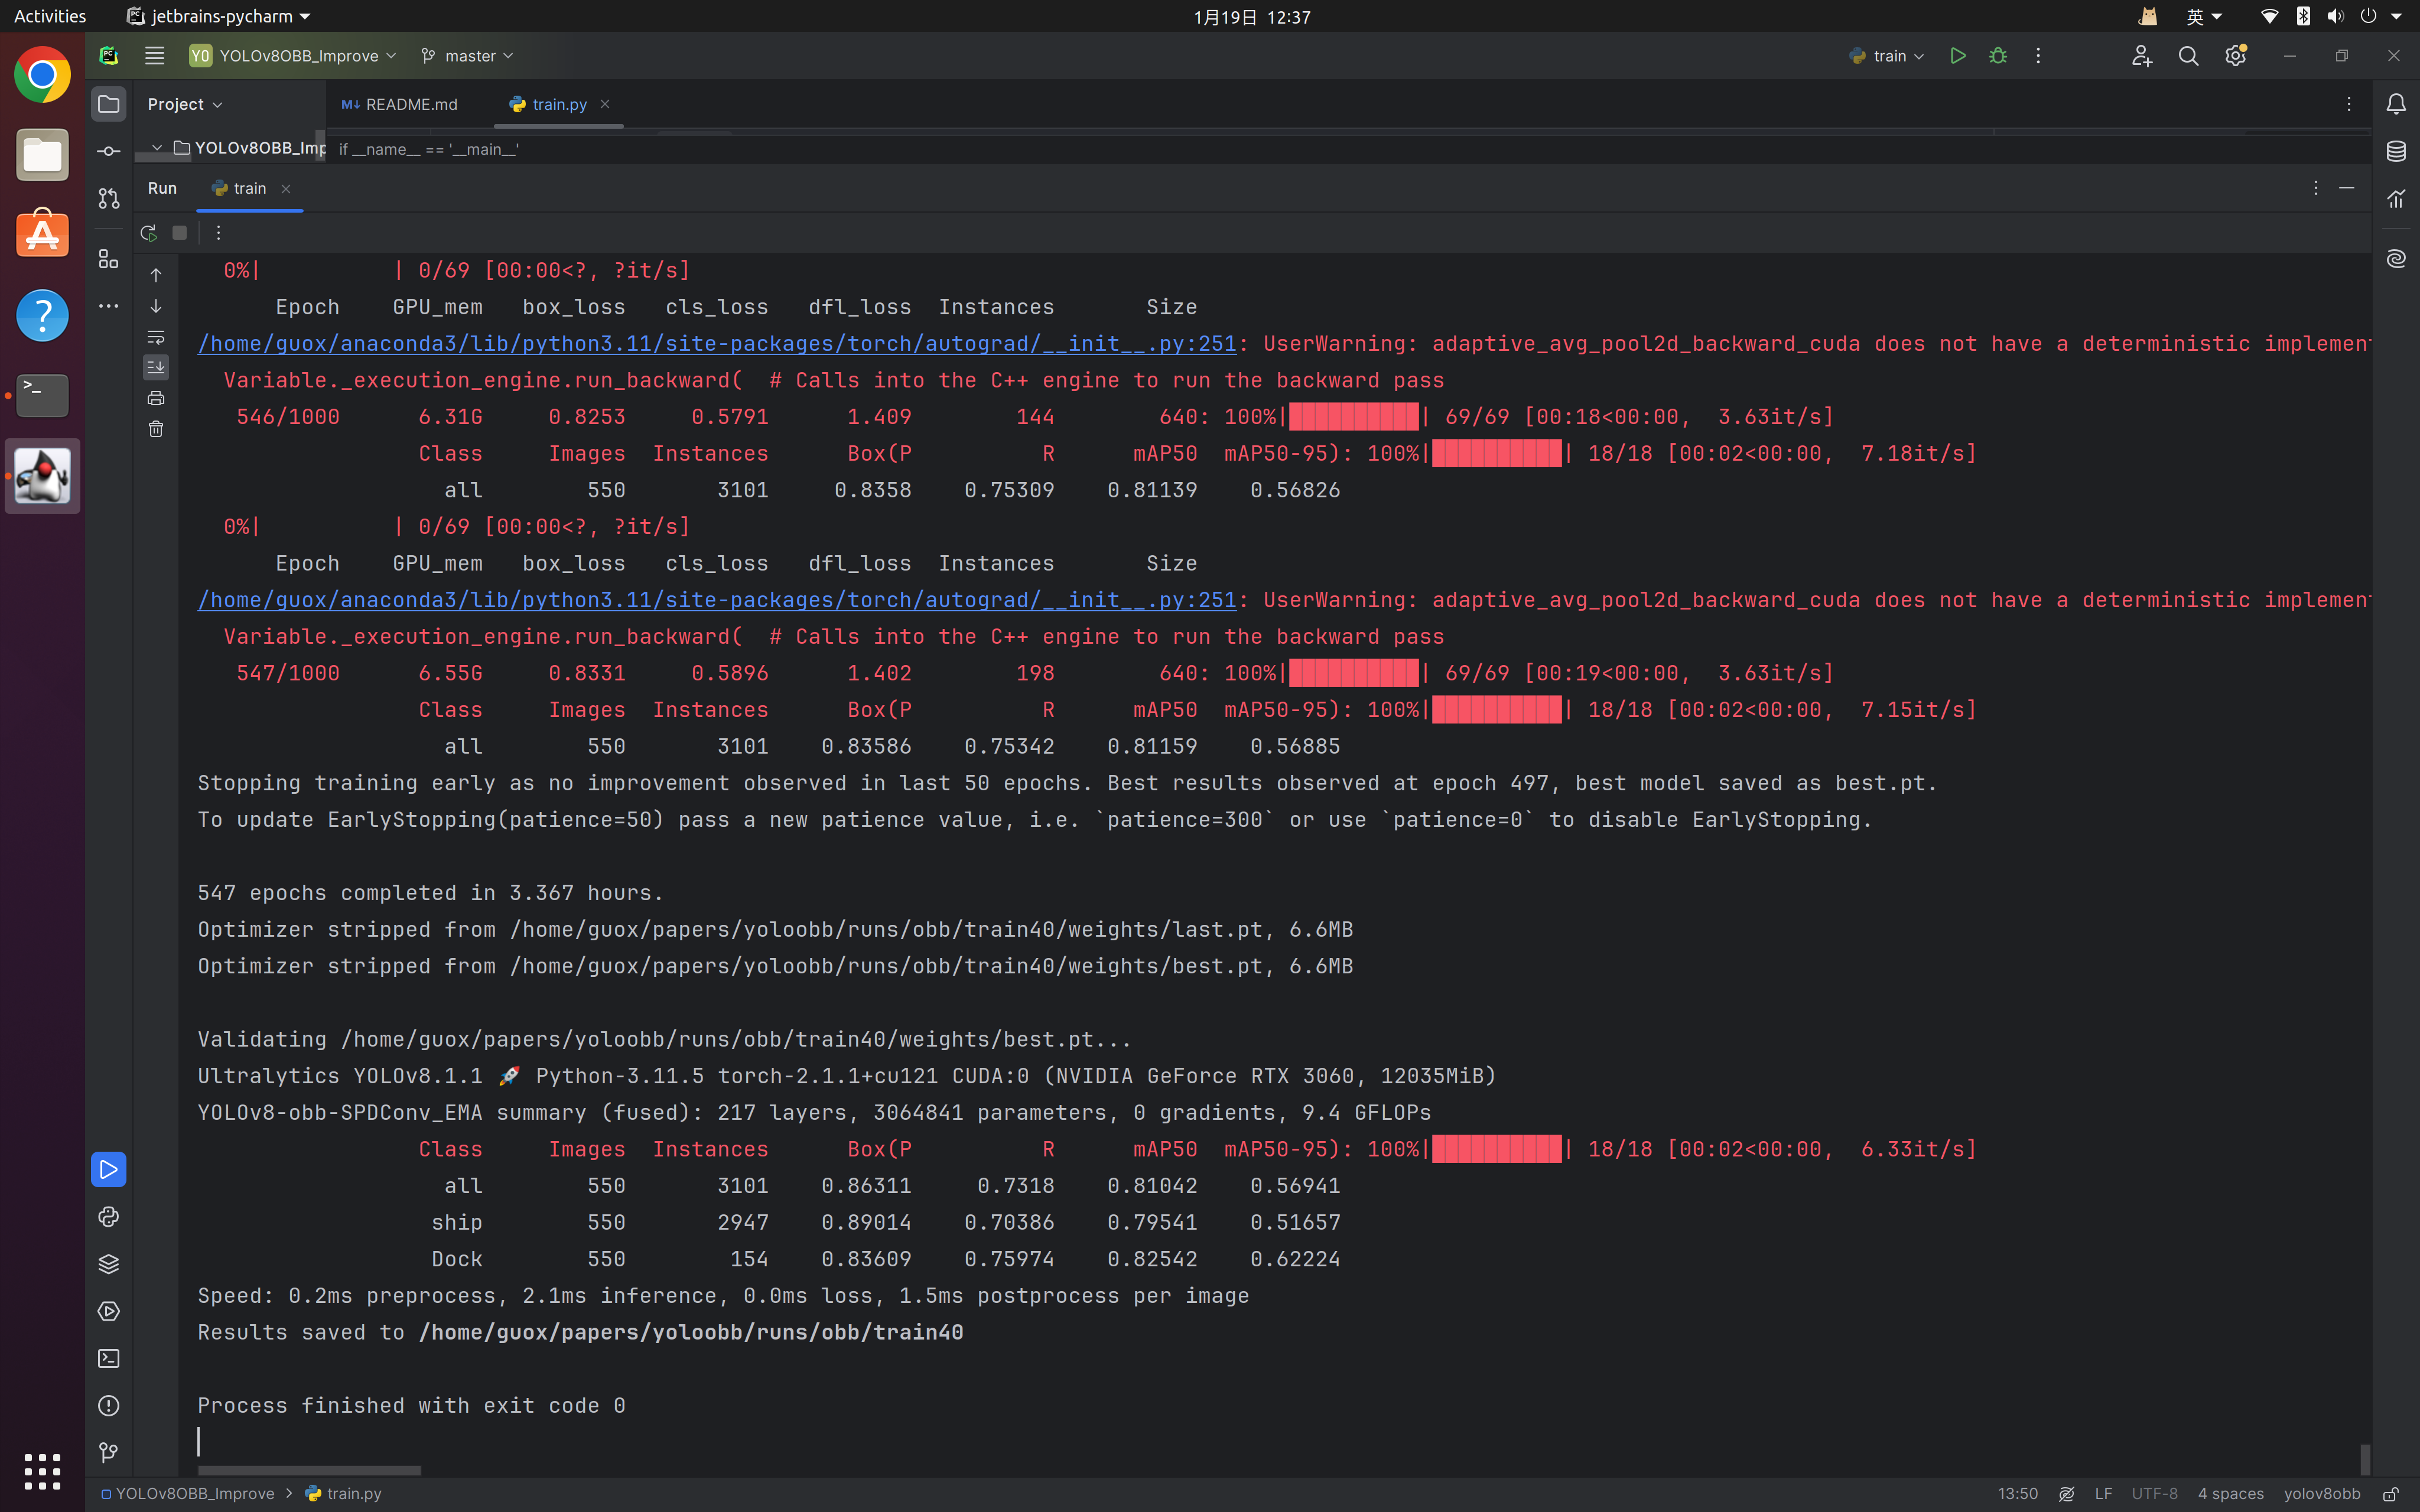 Activities jetbrains-pycharm 1月19日 12:37 英
YO YOLOv8OBB_Improve master train
Project README.md train.py
YOLOv8OBB_Imp if __name__ == '__main__'
Run train
0%| | 0/69 [00:00<?, ?it/s]
Epoch GPU_mem box_loss cls_loss dfl_loss Instances Size
/home/guox/anaconda3/lib/python3.11/site-packages/torch/autograd/__init__.py:251: UserWarning: adaptive_avg_pool2d_backward_cuda does not have a deterministic implement
Variable._execution_engine.run_backward( # Calls into the C++ engine to run the backward pass
546/1000 6.31G 0.8253 0.5791 1.409 144 640: 100%|██████████| 69/69 [00:18<00:00, 3.63it/s]
Class Images Instances Box(P R mAP50 mAP50-95): 100%|██████████| 18/18 [00:02<00:00, 7.18it/s]
all 550 3101 0.8358 0.75309 0.81139 0.56826
0%| | 0/69 [00:00<?, ?it/s]
Epoch GPU_mem box_loss cls_loss dfl_loss Instances Size
/home/guox/anaconda3/lib/python3.11/site-packages/torch/autograd/__init__.py:251: UserWarning: adaptive_avg_pool2d_backward_cuda does not have a deterministic implement
Variable._execution_engine.run_backward( # Calls into the C++ engine to run the backward pass
547/1000 6.55G 0.8331 0.5896 1.402 198 640: 100%|██████████| 69/69 [00:19<00:00, 3.63it/s]
Class Images Instances Box(P R mAP50 mAP50-95): 100%|██████████| 18/18 [00:02<00:00, 7.15it/s]
all 550 3101 0.83586 0.75342 0.81159 0.56885
Stopping training early as no improvement observed in last 50 epochs. Best results observed at epoch 497, best model saved as best.pt.
To update EarlyStopping(patience=50) pass a new patience value, i.e. `patience=300` or use `patience=0` to disable EarlyStopping.
547 epochs completed in 3.367 hours.
Optimizer stripped from /home/guox/papers/yoloobb/runs/obb/train40/weights/last.pt, 6.6MB
Optimizer stripped from /home/guox/papers/yoloobb/runs/obb/train40/weights/best.pt, 6.6MB
Validating /home/guox/papers/yoloobb/runs/obb/train40/weights/best.pt...
Ultralytics YOLOv8.1.1 🚀 Python-3.11.5 torch-2.1.1+cu121 CUDA:0 (NVIDIA GeForce RTX 3060, 12035MiB)
YOLOv8-obb-SPDConv_EMA summary (fused): 217 layers, 3064841 parameters, 0 gradients, 9.4 GFLOPs
Class Images Instances Box(P R mAP50 mAP50-95): 100%|██████████| 18/18 [00:02<00:00, 6.33it/s]
all 550 3101 0.86311 0.7318 0.81042 0.56941
ship 550 2947 0.89014 0.70386 0.79541 0.51657
Dock 550 154 0.83609 0.75974 0.82542 0.62224
Speed: 0.2ms preprocess, 2.1ms inference, 0.0ms loss, 1.5ms postprocess per image
Results saved to /home/guox/papers/yoloobb/runs/obb/train40
Process finished with exit code 0
YOLOv8OBB_Improve > train.py 13:50 LF UTF-8 4 spaces yolov8obb